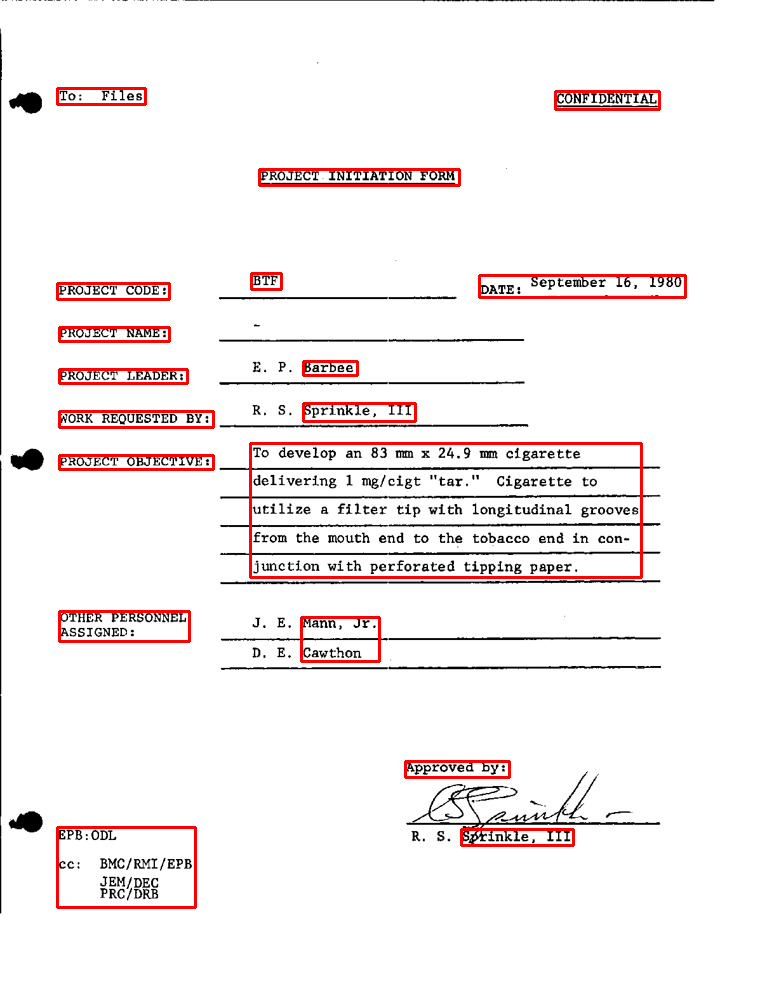 To: Files
CONFIDENTIAL
PROJECT INITIATION FORM
PROJECT CODE: BTF DATE: September 16, 1980
PROJECT NAME: -
PROJECT LEADER: E. P. Barbee
WORK REQUESTED BY: R. S. Sprinkle, III
PROJECT OBJECTIVE: To develop an 83 mm x 24.9 mm cigarette
delivering 1 mg/cigt "tar." Cigarette to
utilize a filter tip with longitudinal grooves
from the mouth end to the tobacco end in con-
junction with perforated tipping paper.
OTHER PERSONNEL
ASSIGNED:
J. E. Mann, Jr.
D. E. Cawthon
Approved by:
R. S. Sprinkle, III
EPB:ODL
cc: BMC/RMI/EPB
JEM/DEC
PRC/DRB